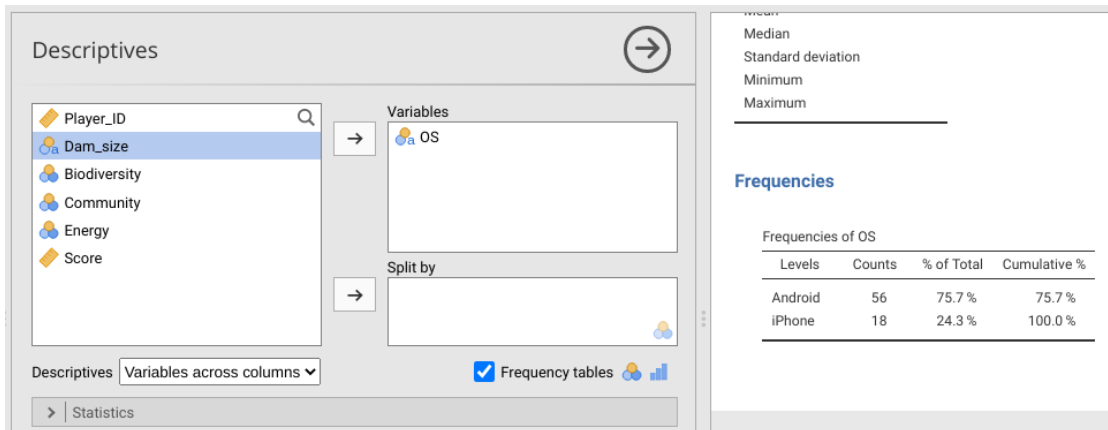 Descriptives
Player_ID
Dam_size
Biodiversity
Community
Energy
Score
Variables
OS
Split by
Descriptives Variables across columns
Frequency tables
Statistics
Mean
Median
Standard deviation
Minimum
Maximum
Frequencies
Frequencies of OS
Levels Counts % of Total Cumulative %
Android 56 75.7 % 75.7 %
iPhone 18 24.3 % 100.0 %